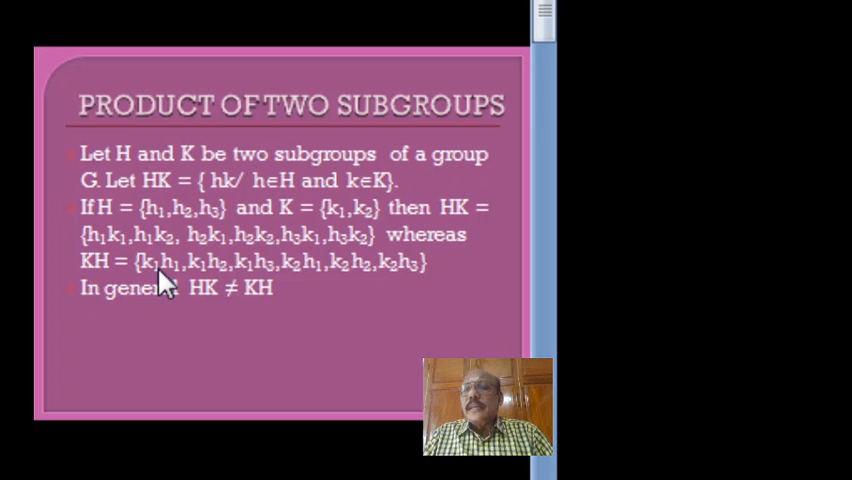 PRODUCT OF TWO SUBGROUPS
Let H and K be two subgroups of a group
G. Let HK = { hk/ h∈H and k∈K}.
If H = {h₁,h₂,h₃} and K = {k₁,k₂} then HK =
{h₁k₁,h₁k₂, h₂k₁,h₂k₂,h₃k₁,h₃k₂} whereas
KH = {k₁h₁,k₁h₂,k₁h₃,k₂h₁,k₂h₂,k₂h₃}
In HK ≠ KH